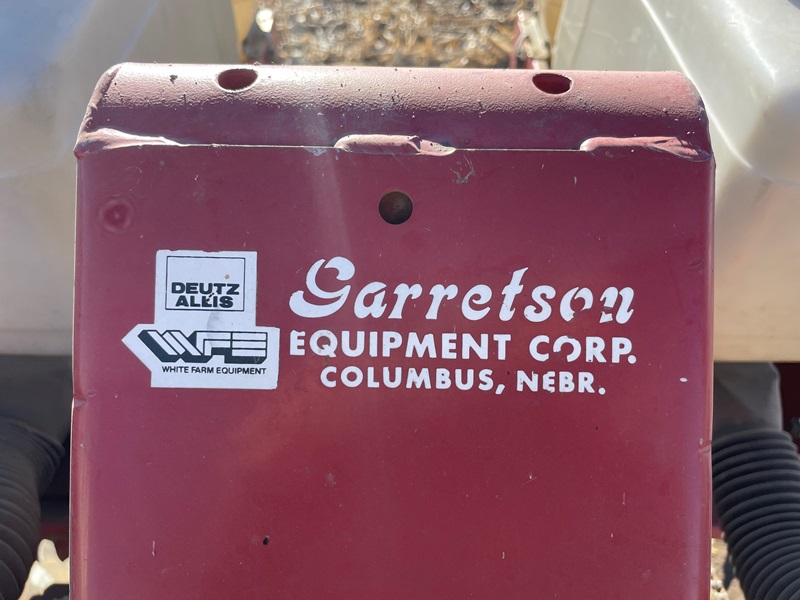 DEUTZ
ALLIS
WFE
WHITE FARM EQUIPMENT
Garretson
EQUIPMENT CORP.
COLUMBUS, NEBR.